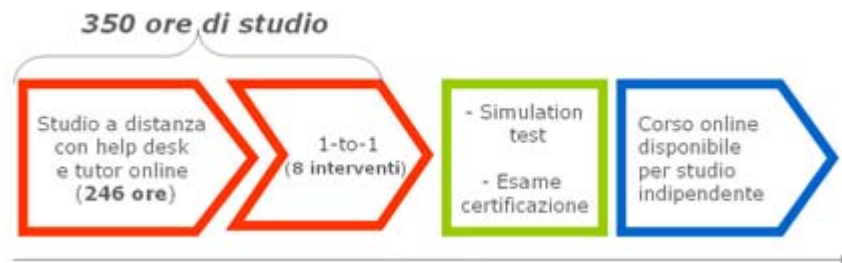 350 ore di studio
Studio a distanza
con help desk
e tutor online
(246 ore)
1-to-1
(8 interventi)
- Simulation
test
- Esame
certificazione
Corso online
disponibile
per studio
indipendente